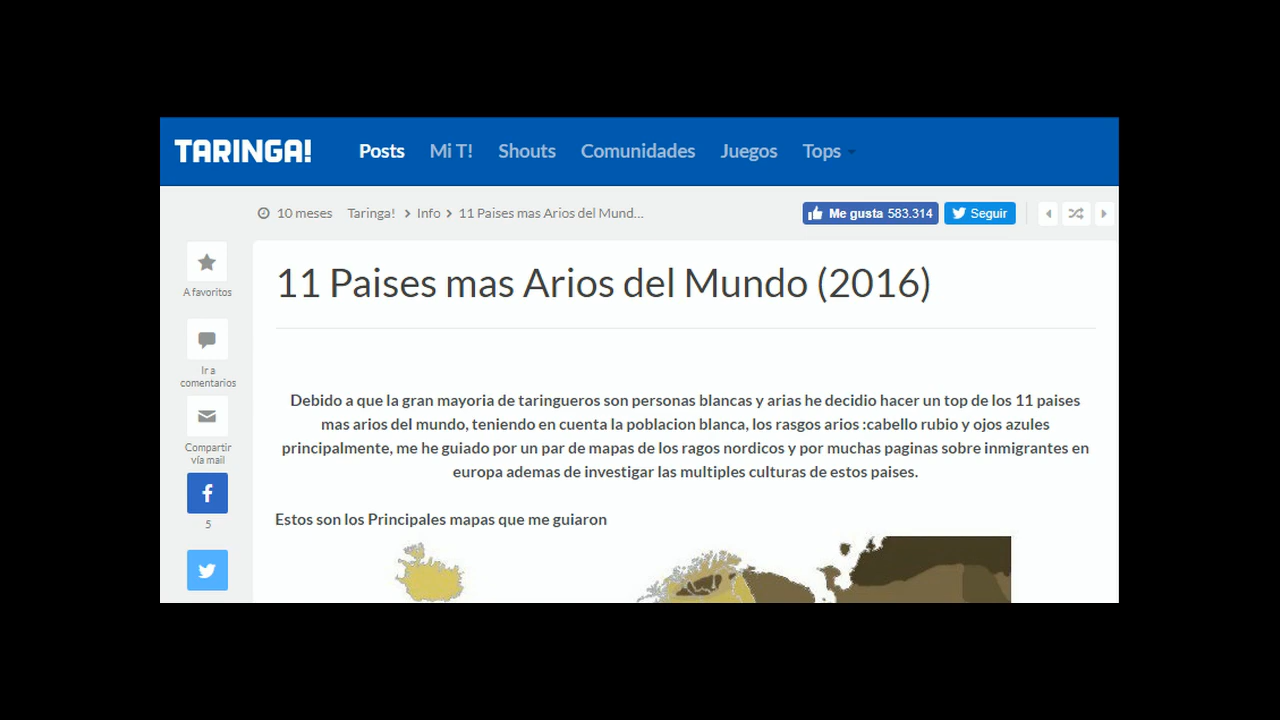 TARINGA!
Posts Mi T! Shouts Comunidades Juegos Tops
10 meses Taringa! Info 11 Paises mas Arios del Mund...
Me gusta 583.314 Seguir
A favoritos
Ir a
comentarios
Compartir
vía mail
5
11 Paises mas Arios del Mundo (2016)
Debido a que la gran mayoria de taringueros son personas blancas y arias he decidio hacer un top de los 11 paises
mas arios del mundo, teniendo en cuenta la poblacion blanca, los rasgos arios :cabello rubio y ojos azules
principalmente, me he guiado por un par de mapas de los ragos nordicos y por muchas paginas sobre inmigrantes en
europa ademas de investigar las multiples culturas de estos paises.
Estos son los Principales mapas que me guiaron